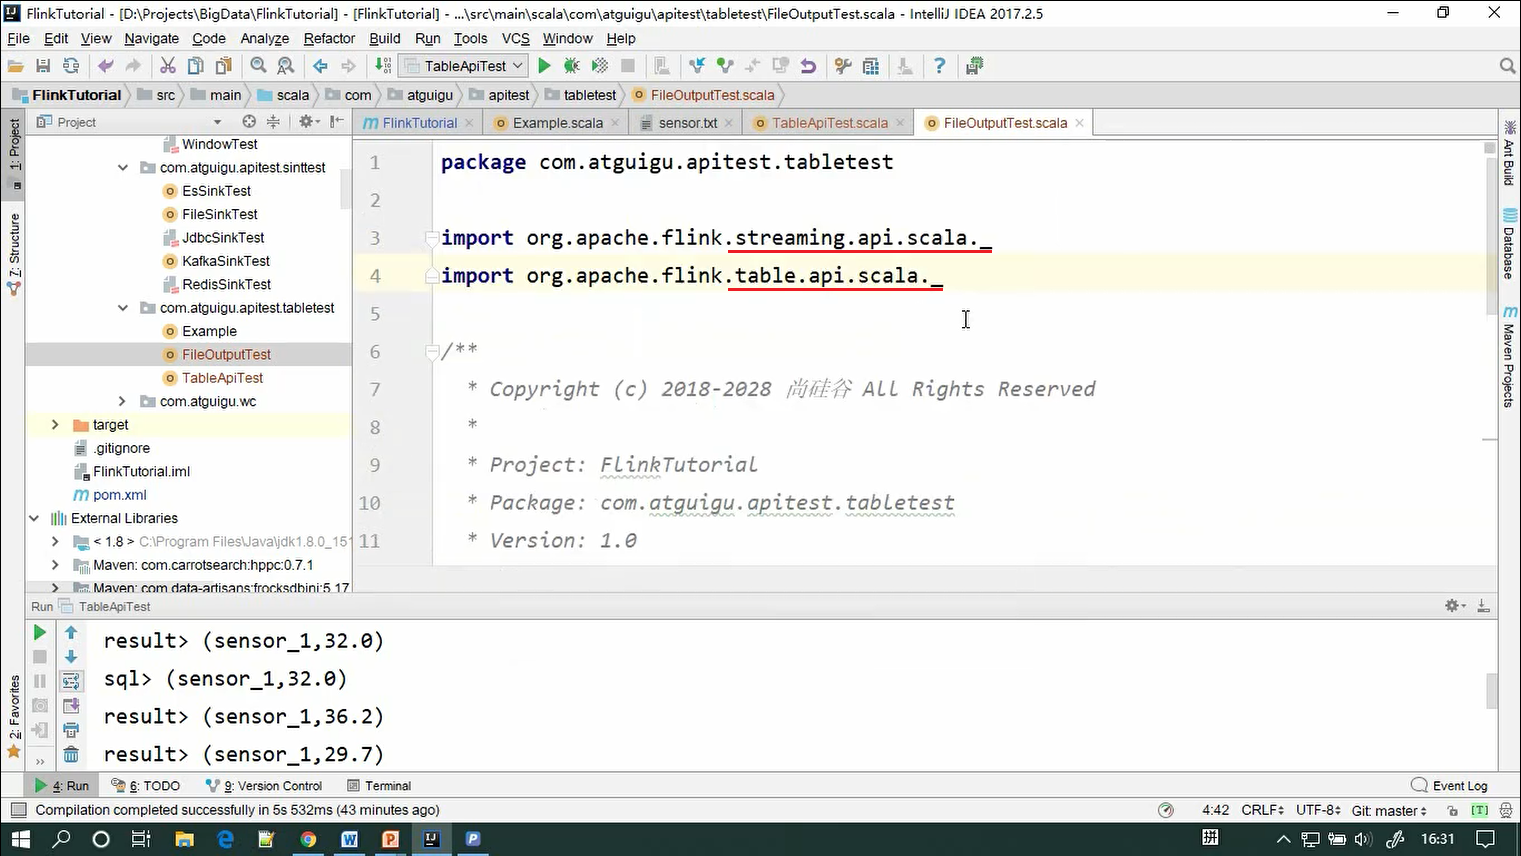 FlinkTutorial - [D:\Projects\BigData\FlinkTutorial] - [FlinkTutorial] - ...\src\main\scala\com\atguigu\apitest\tabletest\FileOutputTest.scala - IntelliJ IDEA 2017.2.5
File Edit View Navigate Code Analyze Refactor Build Run Tools VCS Window Help
TableApiTest
FlinkTutorial src main scala com atguigu apitest tabletest FileOutputTest.scala
1: Project
7: Structure
2: Favorites
Project
FlinkTutorial Example.scala sensor.txt TableApiTest.scala FileOutputTest.scala
WindowTest
com.atguigu.apitest.sinttest
EsSinkTest
FileSinkTest
JdbcSinkTest
KafkaSinkTest
RedisSinkTest
com.atguigu.apitest.tabletest
Example
FileOutputTest
TableApiTest
com.atguigu.wc
target
.gitignore
FlinkTutorial.iml
pom.xml
External Libraries
< 1.8 > C:\Program Files\Java\jdk1.8.0_151
Maven: com.carrotsearch:hppc:0.7.1
Maven: com.data-artisans:frocksdbjni:5.17
1 package com.atguigu.apitest.tabletest
2
3 import org.apache.flink.streaming.api.scala._
4 import org.apache.flink.table.api.scala._
5
6 /**
7 * Copyright (c) 2018-2028 尚硅谷 All Rights Reserved
8 *
9 * Project: FlinkTutorial
10 * Package: com.atguigu.apitest.tabletest
11 * Version: 1.0
Ant Build
Database
Maven Projects
Run TableApiTest
result> (sensor_1,32.0)
sql> (sensor_1,32.0)
result> (sensor_1,36.2)
result> (sensor_1,29.7)
4: Run 6: TODO 9: Version Control Terminal Event Log
Compilation completed successfully in 5s 532ms (43 minutes ago) 4:42 CRLF UTF-8 Git: master [T]
拼 16:31